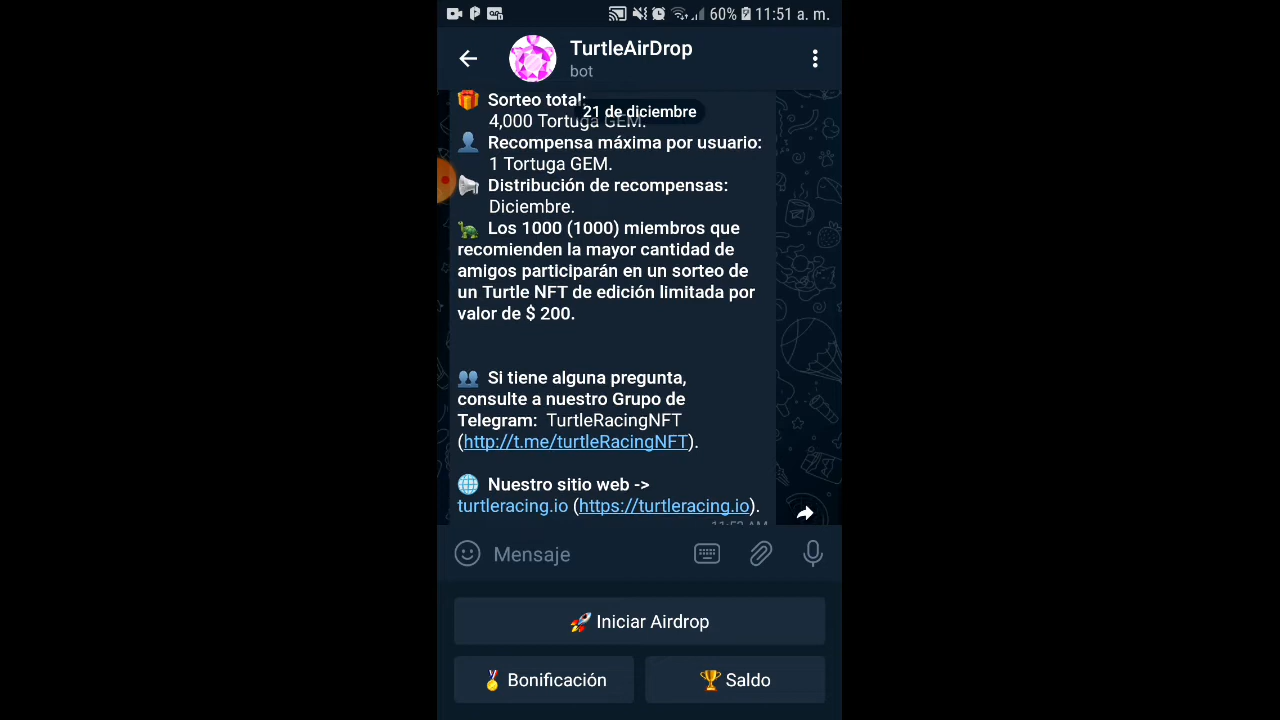 60% 11:51 a. m.
TurtleAirDrop
bot
Sorteo total:
21 de diciembre
4,000 Tortuga GEM.
Recompensa máxima por usuario:
1 Tortuga GEM.
Distribución de recompensas:
Diciembre.
Los 1000 (1000) miembros que
recomienden la mayor cantidad de
amigos participarán en un sorteo de
un Turtle NFT de edición limitada por
valor de $ 200.
Si tiene alguna pregunta,
consulte a nuestro Grupo de
Telegram: TurtleRacingNFT
(http://t.me/turtleRacingNFT).
Nuestro sitio web ->
turtleracing.io (https://turtleracing.io).
Mensaje
Iniciar Airdrop
Bonificación
Saldo